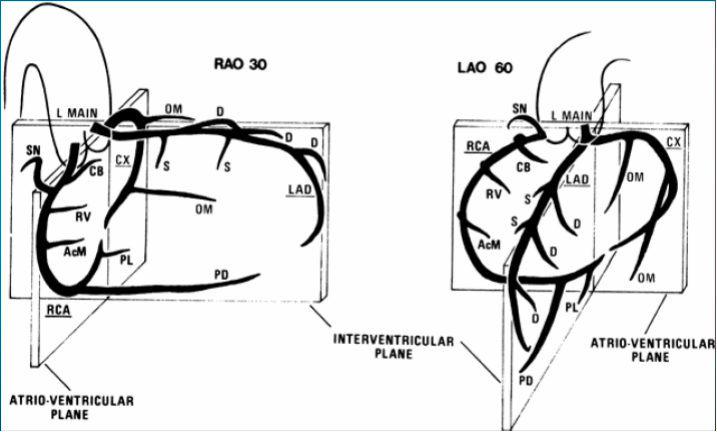 RAO 30
LAO 60
L MAIN
OM
D
D
D
SN
CB
CX
S
S
LAD
RV
OM
AcM
PL
PD
RCA
ATRIO-VENTRICULAR
PLANE
INTERVENTRICULAR
PLANE
SN
L MAIN
RCA
CX
CB
LAD
OM
RV
S
S
D
AcM
D
OM
PL
D
PD
ATRIO-VENTRICULAR
PLANE